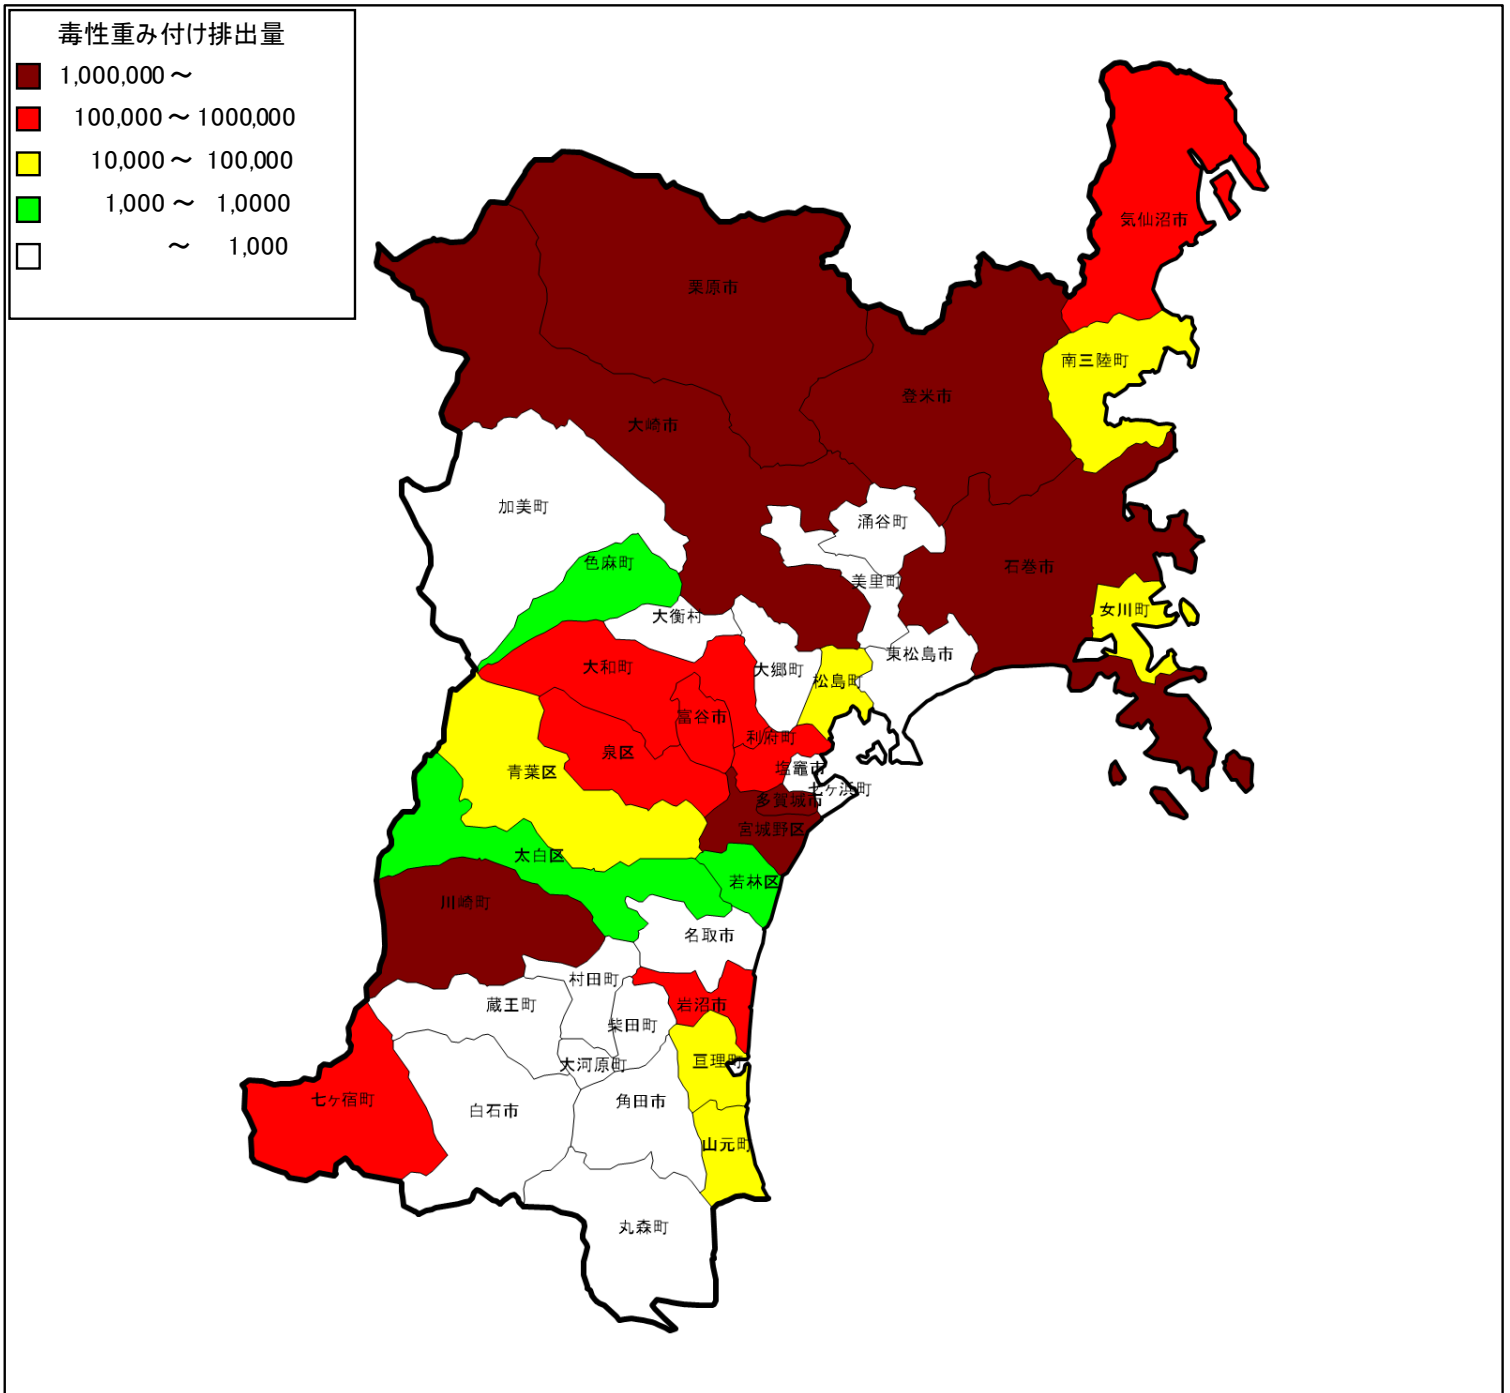 毒性重み付け排出量
1,000,000～
100,000～1000,000
10,000～ 100,000
1,000～ 1,0000
～ 1,000
気仙沼市
栗原市
南三陸町
登米市
大崎市
加美町
涌谷町
色麻町
石巻市
美里町
女川町
大衡村
東松島市
大和町
大郷町
松島町
富谷市
利府町
泉区
青葉区
塩竈市
七ヶ浜町
多賀城市
宮城野区
太白区
若林区
川崎町
名取市
村田町
蔵王町
岩沼市
柴田町
大河原町
亘理町
七ヶ宿町
白石市
角田市
山元町
丸森町